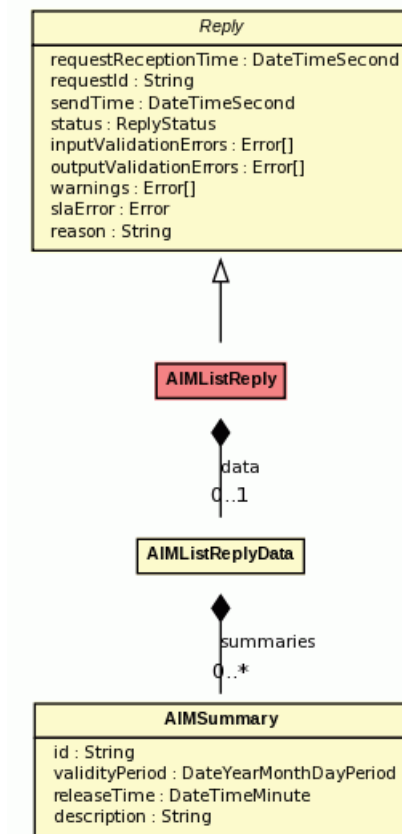 Reply
requestReceptionTime : DateTimeSecond
requestId : String
sendTime : DateTimeSecond
status : ReplyStatus
inputValidationErrors : Error[]
outputValidationErrors : Error[]
warnings : Error[]
slaError : Error
reason : String
AIMListReply
data
0..1
AIMListReplyData
summaries
0..*
AIMSummary
id : String
validityPeriod : DateYearMonthDayPeriod
releaseTime : DateTimeMinute
description : String